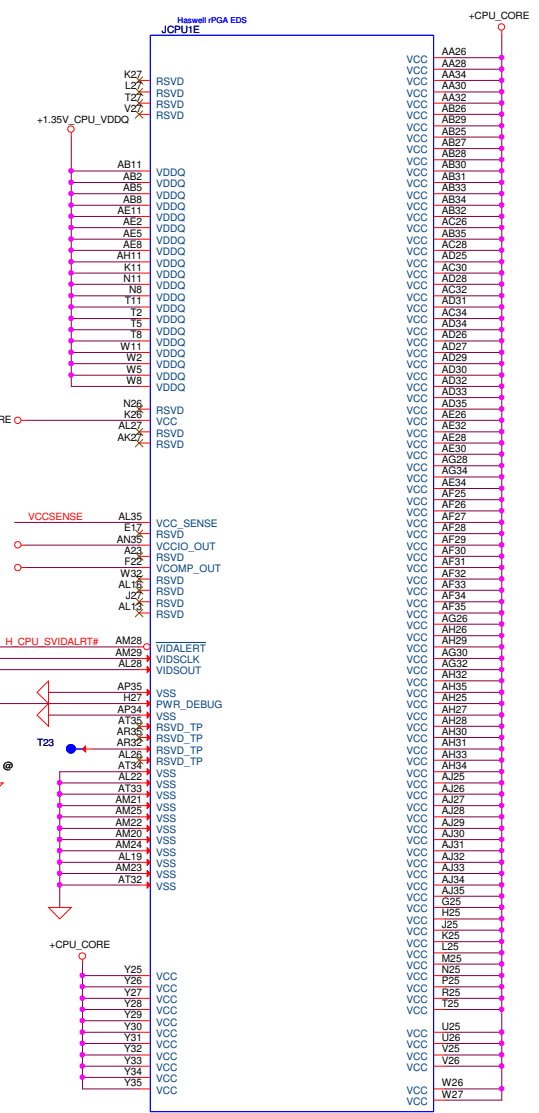 Haswell rPGA EDS
JCPU1E
K27 RSVD
L27 RSVD
T27 RSVD
V27 RSVD
+1.35V_CPU_VDDQ
AB11 VDDQ
AB2 VDDQ
AB5 VDDQ
AB8 VDDQ
AE11 VDDQ
AE2 VDDQ
AE5 VDDQ
AE8 VDDQ
AH11 VDDQ
K11 VDDQ
N11 VDDQ
N8 VDDQ
T11 VDDQ
T2 VDDQ
T5 VDDQ
T8 VDDQ
W11 VDDQ
W2 VDDQ
W5 VDDQ
W8 VDDQ
N26 RSVD
RE K26 VCC
AL27 RSVD
AK27 RSVD
VCCSENSE AL35 VCC_SENSE
E17 RSVD
AN35 VCCIO_OUT
A23 RSVD
F22 VCOMP_OUT
W32 RSVD
AL16 RSVD
J27 RSVD
AL13 RSVD
H_CPU_SVIDALRT# AM28 VIDALERT
AM29 VIDSCLK
AL28 VIDSOUT
AP35 VSS
H27 PWR_DEBUG
AP34 VSS
AT35 RSVD_TP
AR35 RSVD_TP
T23 AR32 RSVD_TP
AL26 RSVD_TP
@
AT34 VSS
AL22 VSS
AT33 VSS
AM21 VSS
AM25 VSS
AM22 VSS
AM20 VSS
AM24 VSS
AL19 VSS
AM23 VSS
AT32 VSS
+CPU_CORE
Y25 VCC
Y26 VCC
Y27 VCC
Y28 VCC
Y29 VCC
Y30 VCC
Y31 VCC
Y32 VCC
Y33 VCC
Y34 VCC
Y35 VCC
+CPU_CORE
VCC AA26
VCC AA28
VCC AA34
VCC AA30
VCC AA32
VCC AB26
VCC AB29
VCC AB25
VCC AB27
VCC AB28
VCC AB30
VCC AB31
VCC AB33
VCC AB34
VCC AB32
VCC AC26
VCC AB35
VCC AC28
VCC AD25
VCC AC30
VCC AD28
VCC AC32
VCC AD31
VCC AC34
VCC AD34
VCC AD26
VCC AD27
VCC AD29
VCC AD30
VCC AD32
VCC AD33
VCC AD35
VCC AE26
VCC AE32
VCC AE28
VCC AE30
VCC AG28
VCC AG34
VCC AE34
VCC AF25
VCC AF26
VCC AF27
VCC AF28
VCC AF29
VCC AF30
VCC AF31
VCC AF32
VCC AF33
VCC AF34
VCC AF35
VCC AG26
VCC AH26
VCC AH29
VCC AG30
VCC AG32
VCC AH32
VCC AH35
VCC AH25
VCC AH27
VCC AH28
VCC AH30
VCC AH31
VCC AH33
VCC AH34
VCC AJ25
VCC AJ26
VCC AJ27
VCC AJ28
VCC AJ29
VCC AJ30
VCC AJ31
VCC AJ32
VCC AJ33
VCC AJ34
VCC AJ35
VCC G25
VCC H25
VCC J25
VCC K25
VCC L25
VCC M25
VCC N25
VCC P25
VCC R25
VCC T25
VCC U25
VCC U26
VCC V25
VCC V26
VCC W26
VCC W27